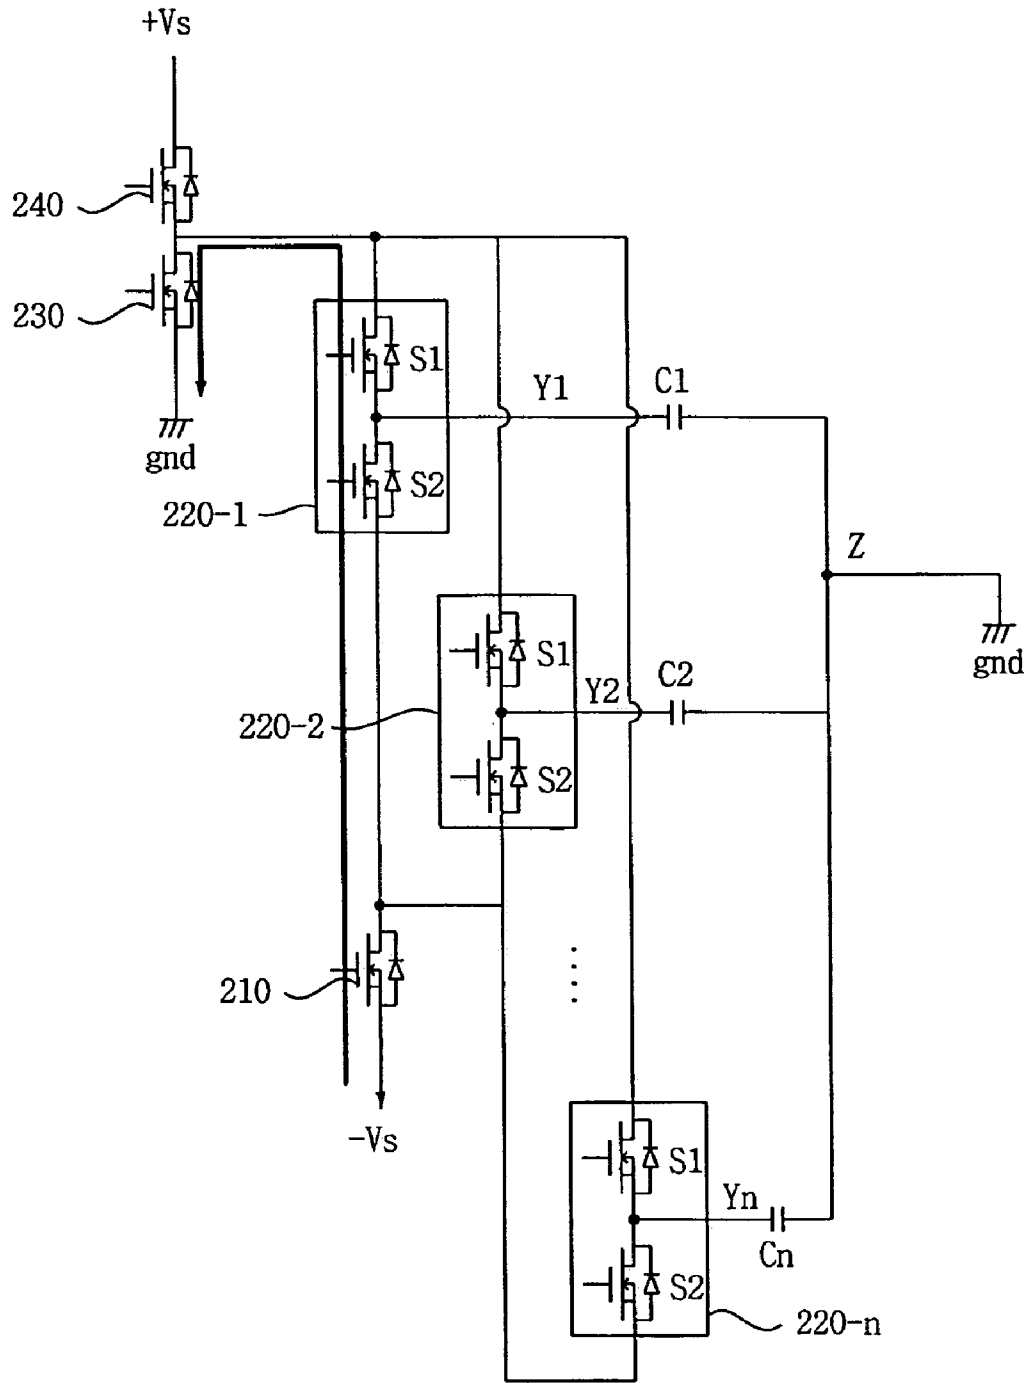 +Vs
240
230
gnd
S1
Y1
C1
S2
220-1
Z
gnd
S1
Y2
C2
220-2
S2
210
-Vs
S1
Yn
Cn
S2
220-n